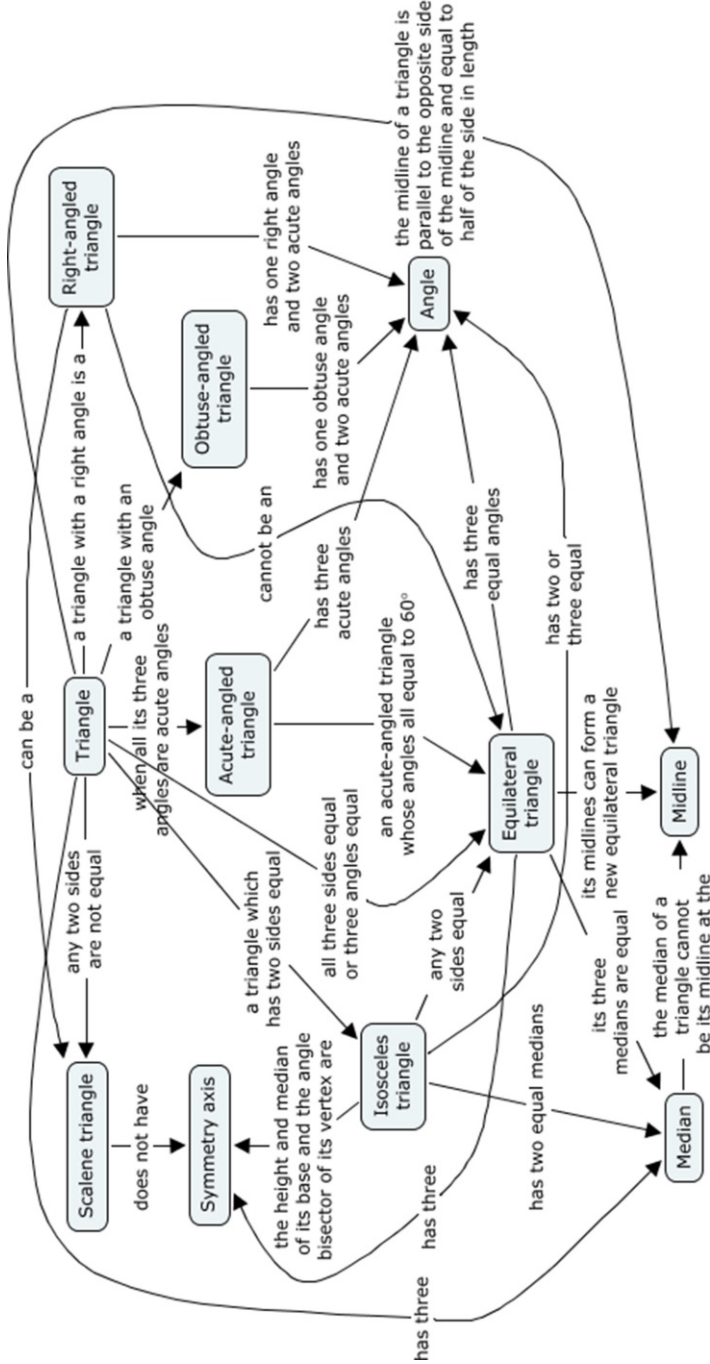 can be a
Triangle
a triangle with a right angle is a
Right-angled
triangle
a triangle with an
obtuse angle
Obtuse-angled
triangle
when all its three
angles are acute angles
Acute-angled
triangle
any two sides
are not equal
Scalene triangle
does not have
Symmetry axis
a triangle which
has two sides equal
all three sides equal
or three angles equal
the height and median
of its base and the angle
bisector of its vertex are
Isosceles
triangle
any two
sides equal
an acute-angled triangle
whose angles all equal to 60°
has three
acute angles
cannot be an
has one obtuse angle
and two acute angles
has one right angle
and two acute angles
Angle
the midline of a triangle is
parallel to the opposite side
of the midline and equal to
half of the side in length
has three
equal angles
Equilateral
triangle
has two or
three equal
has three
has three
has two equal medians
its three
medians are equal
its midlines can form a
new equilateral triangle
Median
the median of a
triangle cannot
be its midline at the
Midline